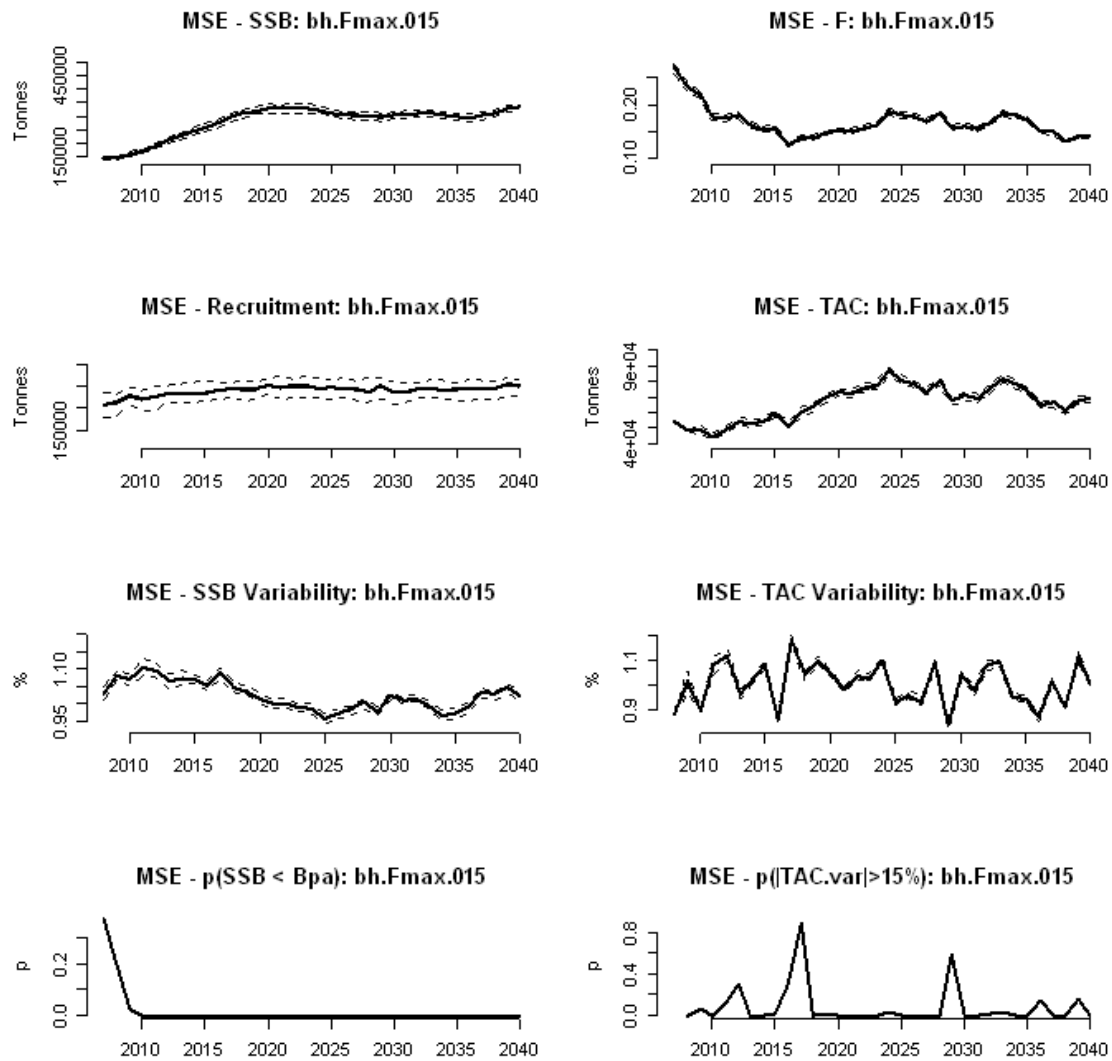 MSE - SSB: bh.Fmax.015
Tonnes
150000 450000
2010 2015 2020 2025 2030 2035 2040
MSE - F: bh.Fmax.015
0.10 0.20
2010 2015 2020 2025 2030 2035 2040
MSE - Recruitment: bh.Fmax.015
Tonnes
150000
2010 2015 2020 2025 2030 2035 2040
MSE - TAC: bh.Fmax.015
Tonnes
4e+04 9e+04
2010 2015 2020 2025 2030 2035 2040
MSE - SSB Variability: bh.Fmax.015
%
0.95 1.10
2010 2015 2020 2025 2030 2035 2040
MSE - TAC Variability: bh.Fmax.015
%
0.9 1.1
2010 2015 2020 2025 2030 2035 2040
MSE - p(SSB < Bpa): bh.Fmax.015
p
0.0 0.2
2010 2015 2020 2025 2030 2035 2040
MSE - p(|TAC.var|>15%): bh.Fmax.015
p
0.0 0.4 0.8
2010 2015 2020 2025 2030 2035 2040